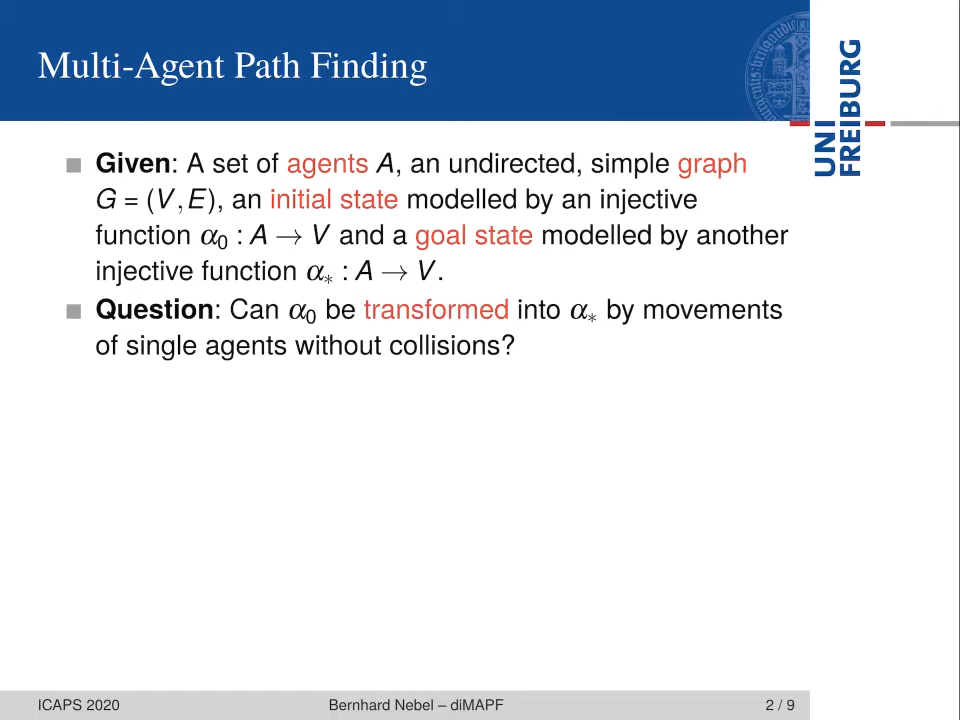 Multi-Agent Path Finding
UNI
FREIBURG
Given: A set of agents A, an undirected, simple graph
G = (V, E), an initial state modelled by an injective
function α₀ : A → V and a goal state modelled by another
injective function α∗ : A → V.
Question: Can α₀ be transformed into α∗ by movements
of single agents without collisions?
ICAPS 2020
Bernhard Nebel – diMAPF
2 / 9